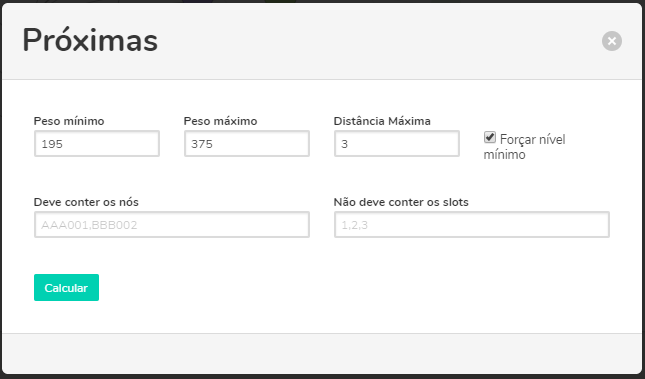 Próximas
Peso mínimo
Peso máximo
Distância Máxima
195
375
3
Forçar nível
mínimo
Deve conter os nós
Não deve conter os slots
AAA001,BBB002
1,2,3
Calcular